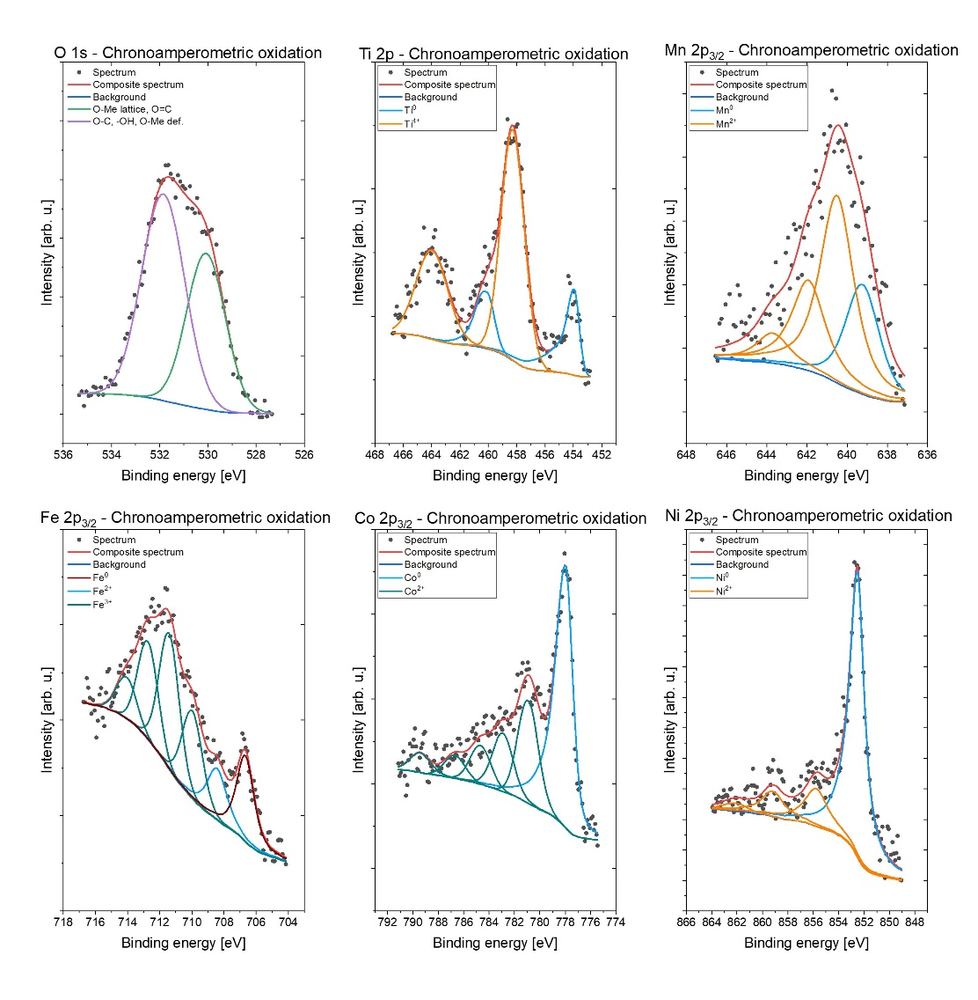 O 1s - Chronoamperometric oxidation
Spectrum
Composite spectrum
Background
O-Me lattice, O=C
O-C, -OH, O-Me def.
Intensity [arb. u.]
536 534 532 530 528 526
Binding energy [eV]
Ti 2p - Chronoamperometric oxidation
Spectrum
Composite spectrum
Background
Ti⁰
Ti⁴⁺
Intensity [arb. u.]
468 466 464 462 460 458 456 454 452
Binding energy [eV]
Mn 2p₃/₂ - Chronoamperometric oxidation
Spectrum
Composite spectrum
Background
Mn⁰
Mn²⁺
Intensity [arb. u.]
648 646 644 642 640 638 636
Binding energy [eV]
Fe 2p₃/₂ - Chronoamperometric oxidation
Spectrum
Composite spectrum
Background
Fe⁰
Fe²⁺
Fe³⁺
Intensity [arb. u.]
718 716 714 712 710 708 706 704
Binding energy [eV]
Co 2p₃/₂ - Chronoamperometric oxidation
Spectrum
Composite spectrum
Background
Co⁰
Co²⁺
Intensity [arb. u.]
792 790 788 786 784 782 780 778 776 774
Binding energy [eV]
Ni 2p₃/₂ - Chronoamperometric oxidation
Spectrum
Composite spectrum
Background
Ni⁰
Ni²⁺
Intensity [arb. u.]
866 864 862 860 858 856 854 852 850 848
Binding energy [eV]